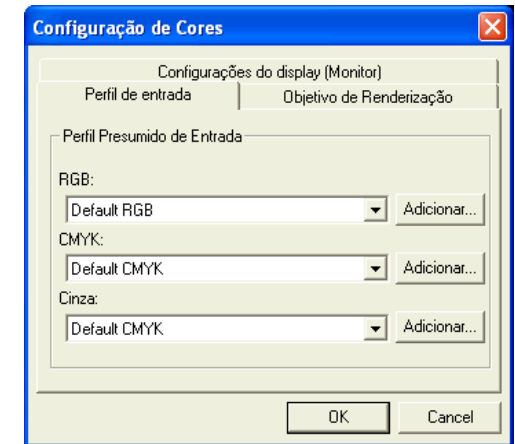 Configuração de Cores
Configurações do display (Monitor)
Perfil de entrada
Objetivo de Renderização
Perfil Presumido de Entrada
RGB:
Default RGB
Adicionar...
CMYK:
Default CMYK
Adicionar...
Cinza:
Default CMYK
Adicionar...
OK
Cancel